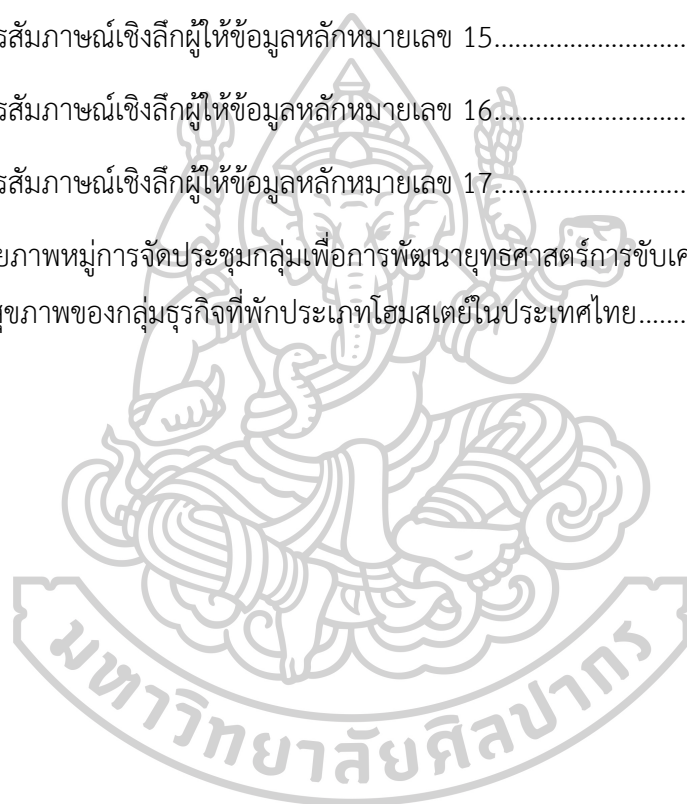 รสัมภาษณ์เชิงลึกผู้ให้ข้อมูลหลักหมายเลข 15............................
รสัมภาษณ์เชิงลึกผู้ให้ข้อมูลหลักหมายเลข 16............................
รสัมภาษณ์เชิงลึกผู้ให้ข้อมูลหลักหมายเลข 17............................
ยภาพหมู่การจัดประชุมกลุ่มเพื่อการพัฒนายุทธศาสตร์การขับเค
สุขภาพของกลุ่มธุรกิจที่พักประเภทโฮมสเตย์ในประเทศไทย.......
มหาวิทยาลัยศิลปากร